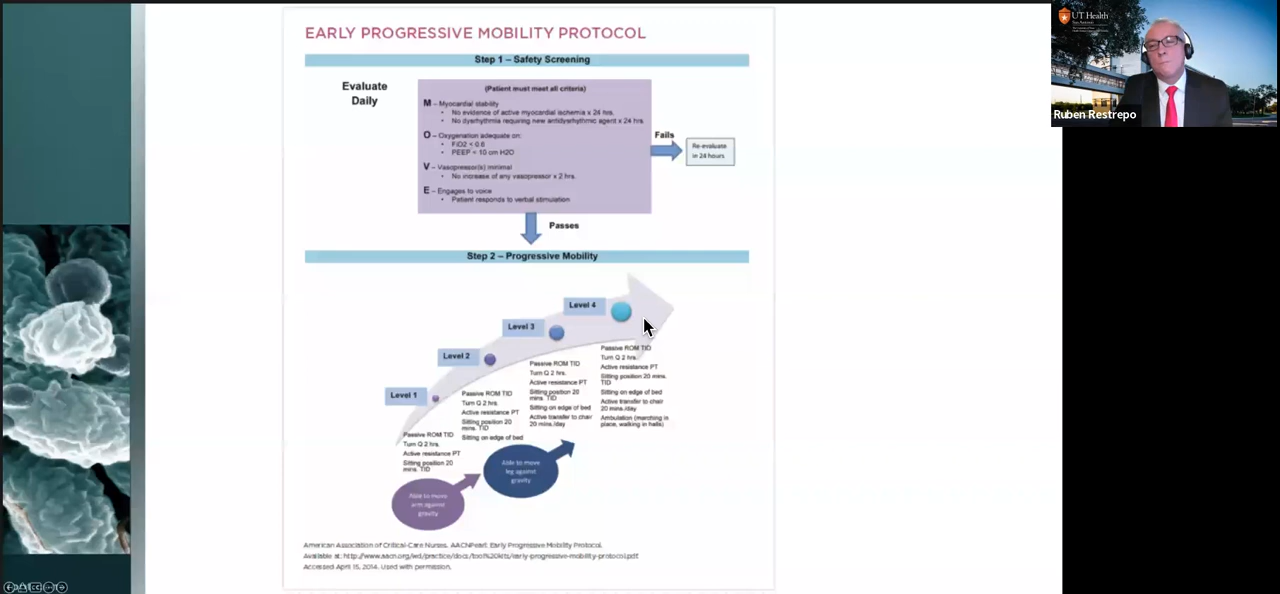 EARLY PROGRESSIVE MOBILITY PROTOCOL
Step 1 – Safety Screening
Evaluate
Daily
(Patient must meet all criteria)
M – Myocardial stability
• No evidence of active myocardial ischemia x 24 hrs.
• No dysrhythmia requiring new antidysrhythmic agent x 24 hrs.
O – Oxygenation adequate on:
• FiO2 < 0.6
• PEEP < 10 cm H2O
V – Vasopressor(s) minimal
• No increase of any vasopressor x 2 hrs.
E – Engages to voice
• Patient responds to verbal stimulation
Fails
Re-evaluate
in 24 hours
Passes
Step 2 – Progressive Mobility
Level 1
Passive ROM TID
Turn Q 2 hrs.
Active resistance PT
Sitting position 20
mins. TID
Level 2
Passive ROM TID
Turn Q 2 hrs.
Active resistance PT
Sitting position 20
mins. TID
Sitting on edge of bed
Level 3
Passive ROM TID
Turn Q 2 hrs.
Active resistance PT
Sitting position 20
mins. TID
Sitting on edge of bed
Active transfer to chair
20 mins./day
Level 4
Passive ROM TID
Turn Q 2 hrs.
Active resistance PT
Sitting position 20 mins.
TID
Sitting on edge of bed
Active transfer to chair
20 mins./day
Ambulation (marching in
place, walking in halls)
Able to move
arm against
gravity
Able to move
leg against
gravity
American Association of Critical-Care Nurses. AACNPearl: Early Progressive Mobility Protocol.
Available at: http://www.aacn.org/wd/practice/docs/tool%20kits/early-progressive-mobility-protocol.pdf.
Accessed April 15, 2014. Used with permission.
UT Health
San Antonio
Ruben Restrepo